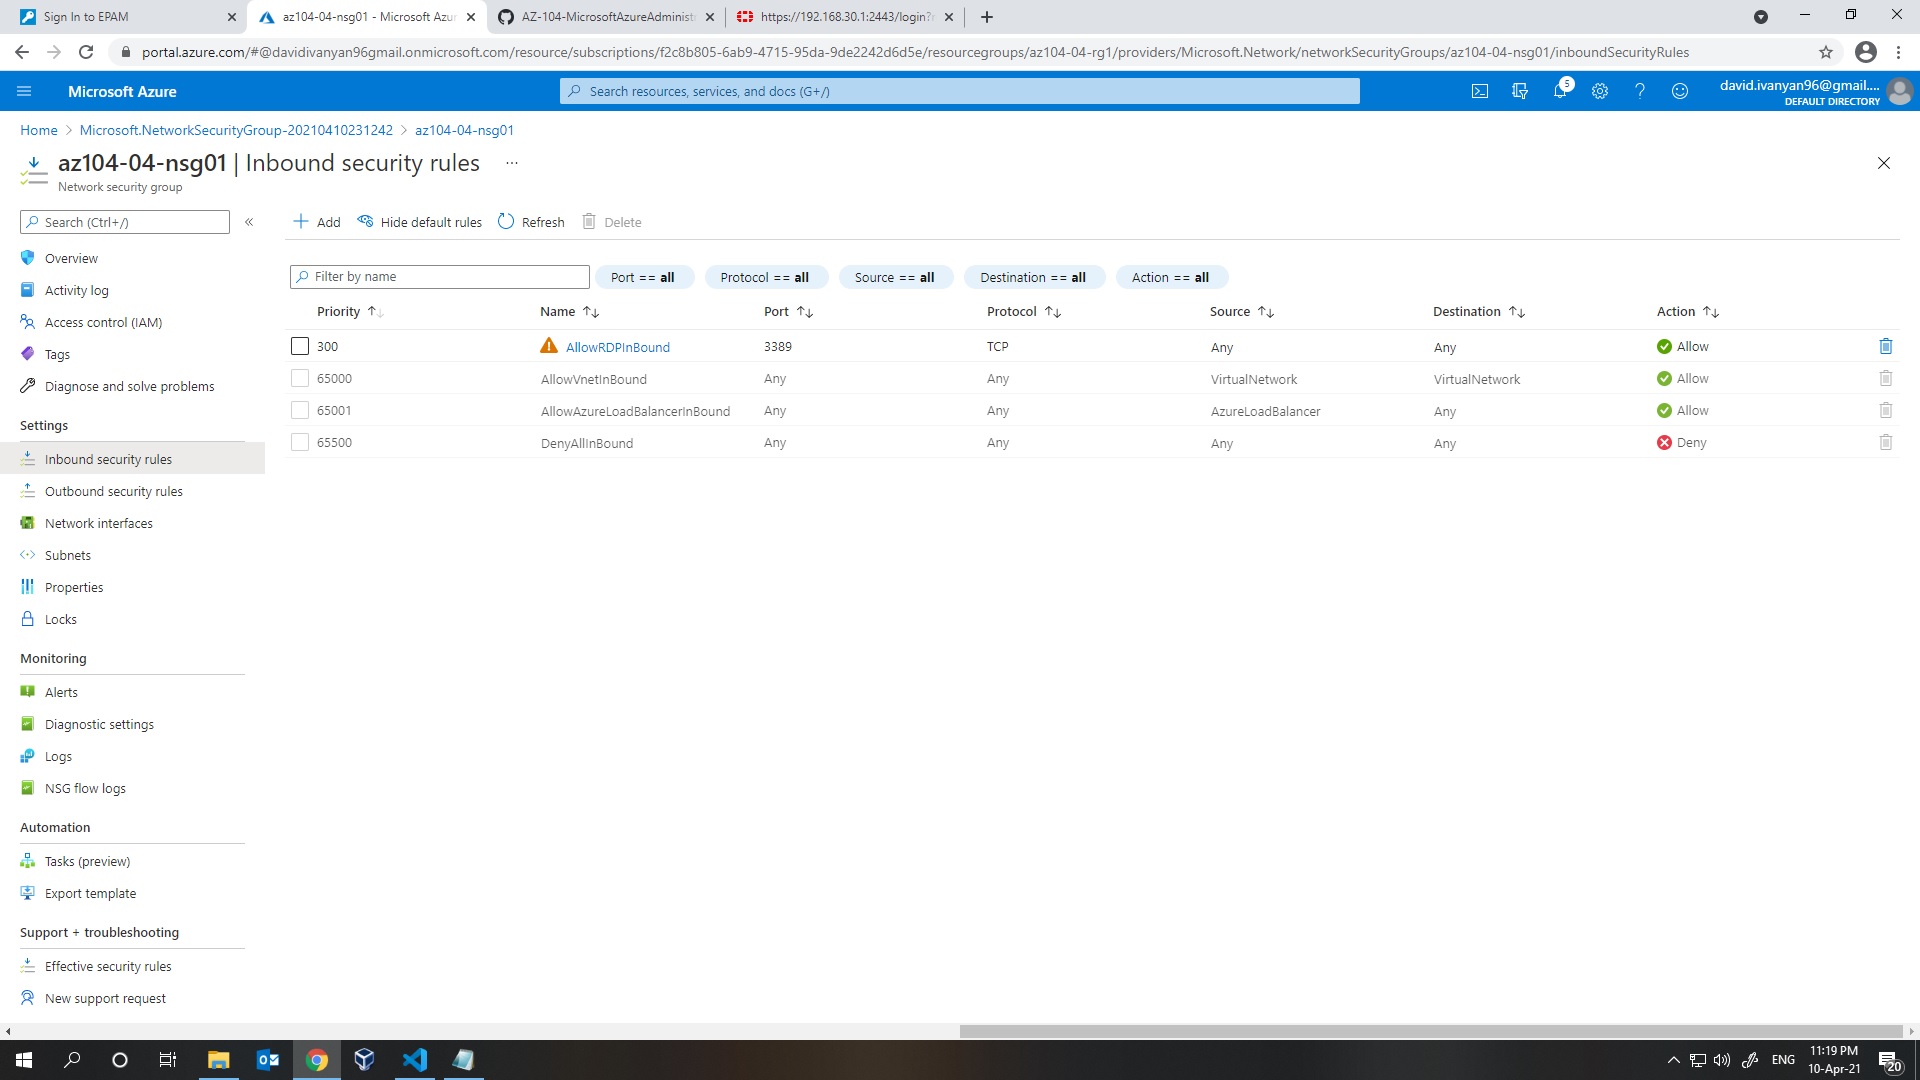 Sign In to EPAM
az104-04-nsg01 - Microsoft Azur
AZ-104-MicrosoftAzureAdminist
https://192.168.30.1:2443/login?r
portal.azure.com/#@davidivanyan96gmail.onmicrosoft.com/resource/subscriptions/f2c8b805-6ab9-4715-95da-9de2242d6d5e/resourcegroups/az104-04-rg1/providers/Microsoft.Network/networkSecurityGroups/az104-04-nsg01/inboundSecurityRules
Microsoft Azure
Search resources, services, and docs (G+/)
5
david.ivanyan96@gmail....
DEFAULT DIRECTORY
Home > Microsoft.NetworkSecurityGroup-20210410231242 > az104-04-nsg01
az104-04-nsg01 | Inbound security rules ...
Network security group
Search (Ctrl+/) «
Add Hide default rules Refresh Delete
Overview
Activity log
Access control (IAM)
Tags
Diagnose and solve problems
Settings
Inbound security rules
Outbound security rules
Network interfaces
Subnets
Properties
Locks
Monitoring
Alerts
Diagnostic settings
Logs
NSG flow logs
Automation
Tasks (preview)
Export template
Support + troubleshooting
Effective security rules
New support request
Filter by name Port == all Protocol == all Source == all Destination == all Action == all
Priority ↑↓ Name ↑↓ Port ↑↓ Protocol ↑↓ Source ↑↓ Destination ↑↓ Action ↑↓
300 AllowRDPInBound 3389 TCP Any Any Allow
65000 AllowVnetInBound Any Any VirtualNetwork VirtualNetwork Allow
65001 AllowAzureLoadBalancerInBound Any Any AzureLoadBalancer Any Allow
65500 DenyAllInBound Any Any Any Any Deny
ENG
11:19 PM
10-Apr-21
20